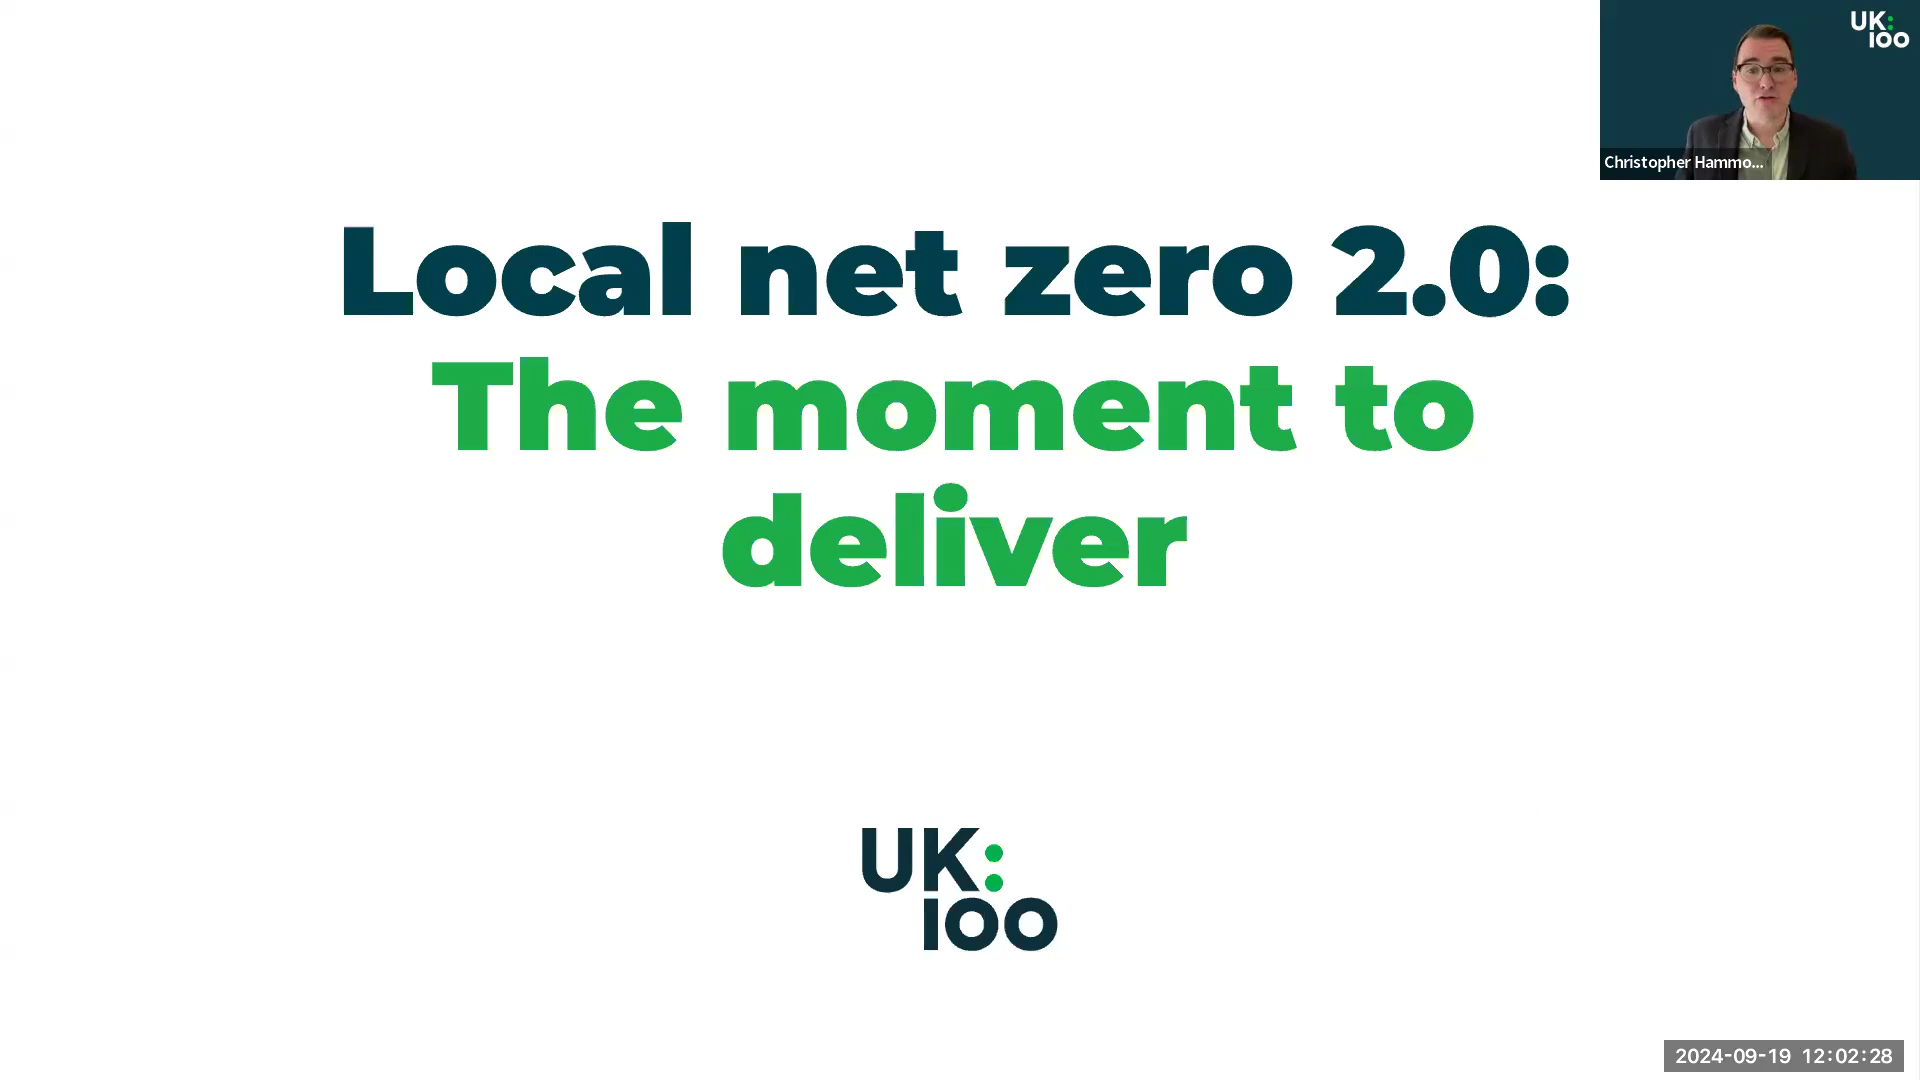 UK:
100
Christopher Hammo...
Local net zero 2.0:
The moment to
deliver
UK:
100
2024-09-19 12:02:28